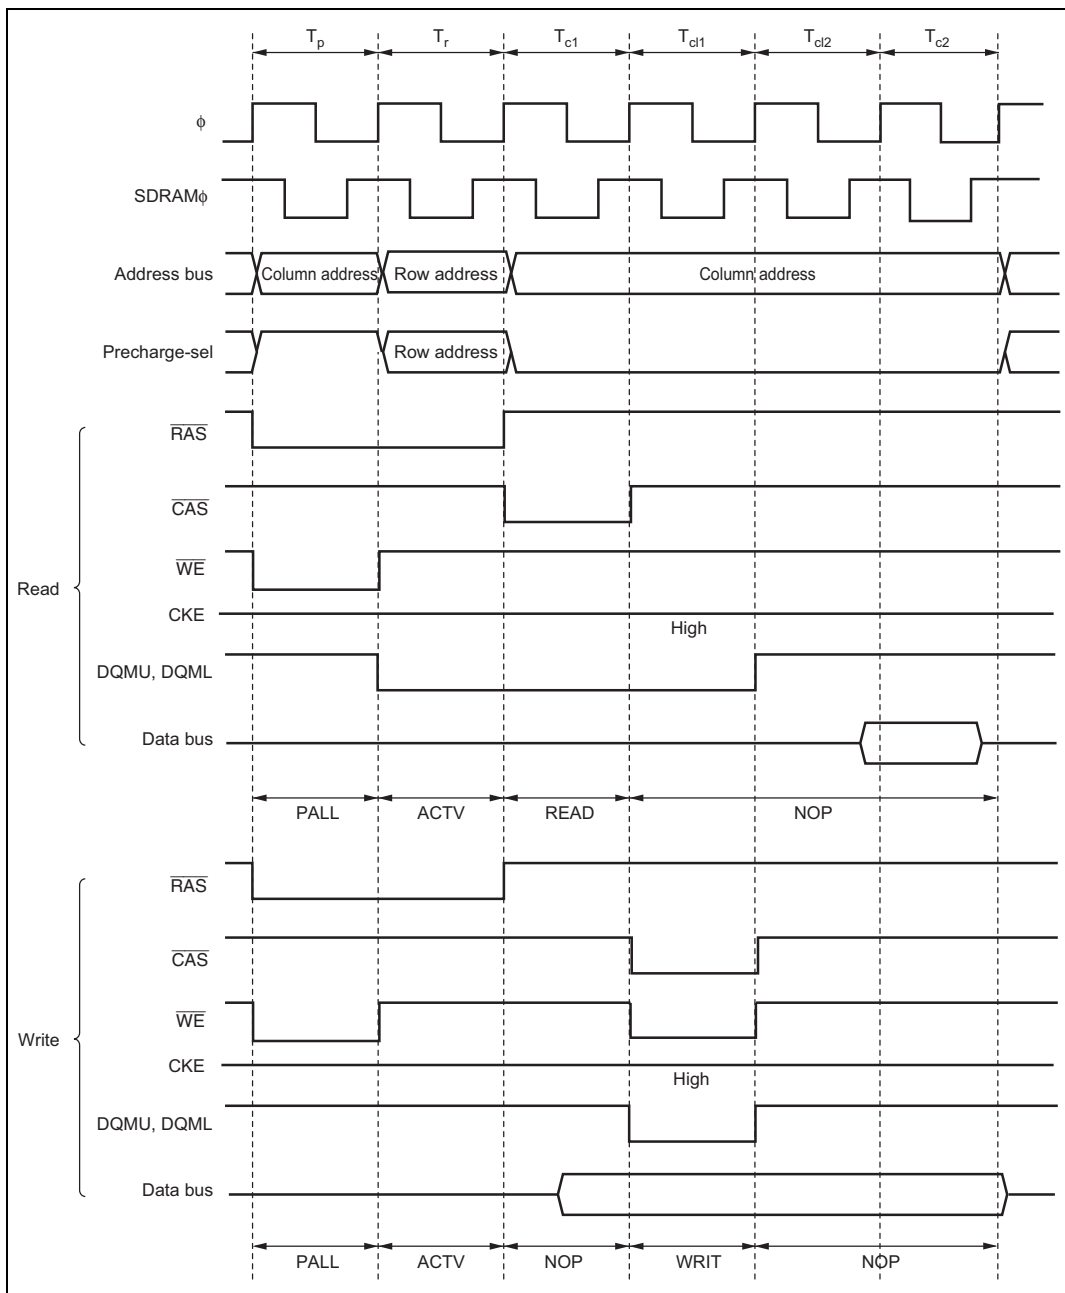 Tp Tr Tc1 Tcl1 Tcl2 Tc2
ϕ
SDRAMϕ
Address bus Column address Row address Column address
Precharge-sel Row address
RAS
CAS
WE
Read
CKE High
DQMU, DQML
Data bus
PALL ACTV READ NOP
RAS
CAS
WE
Write
CKE High
DQMU, DQML
Data bus
PALL ACTV NOP WRIT NOP